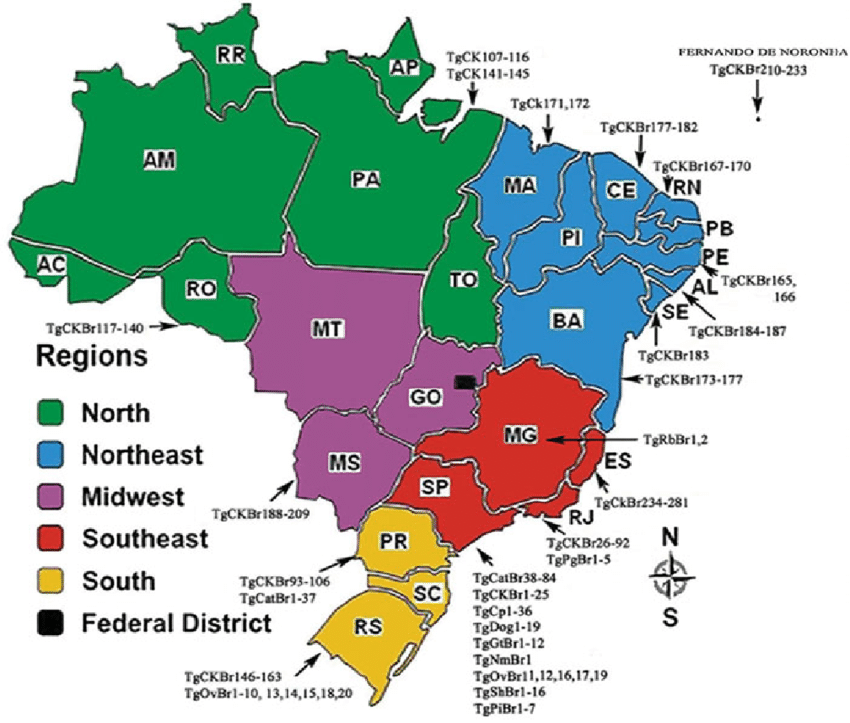 RR
AP
TgCK107-116
TgCK141-145
FERNANDO DE NORONHA
TgCKBr210-233
TgCk171,172
TgCKBr177-182
AM
PA
MA
CE
TgCKBr167-170
RN
PI
PB
PE
AC
RO
TO
AL
TgCKBr165,
166
BA
SE
TgCKBr184-187
TgCKBr117-140
MT
TgCKBr183
Regions
TgCKBr173-177
GO
North
MG
TgRbBr1,2
Northeast
MS
ES
Midwest
SP
TgCkBr234-281
TgCKBr188-209
RJ
Southeast
PR
TgCKBr26-92
TgPgBr1-5
N
S
South
TgCKBr93-106
TgCatBr1-37
SC
TgCatBr38-84
TgCKBr1-25
TgCp1-36
TgDog1-19
TgGtBr1-12
TgNmBr1
TgOvBr11,12,16,17,19
TgShBr1-16
TgPiBr1-7
Federal District
RS
TgCKBr146-163
TgOvBr1-10, 13,14,15,18,20